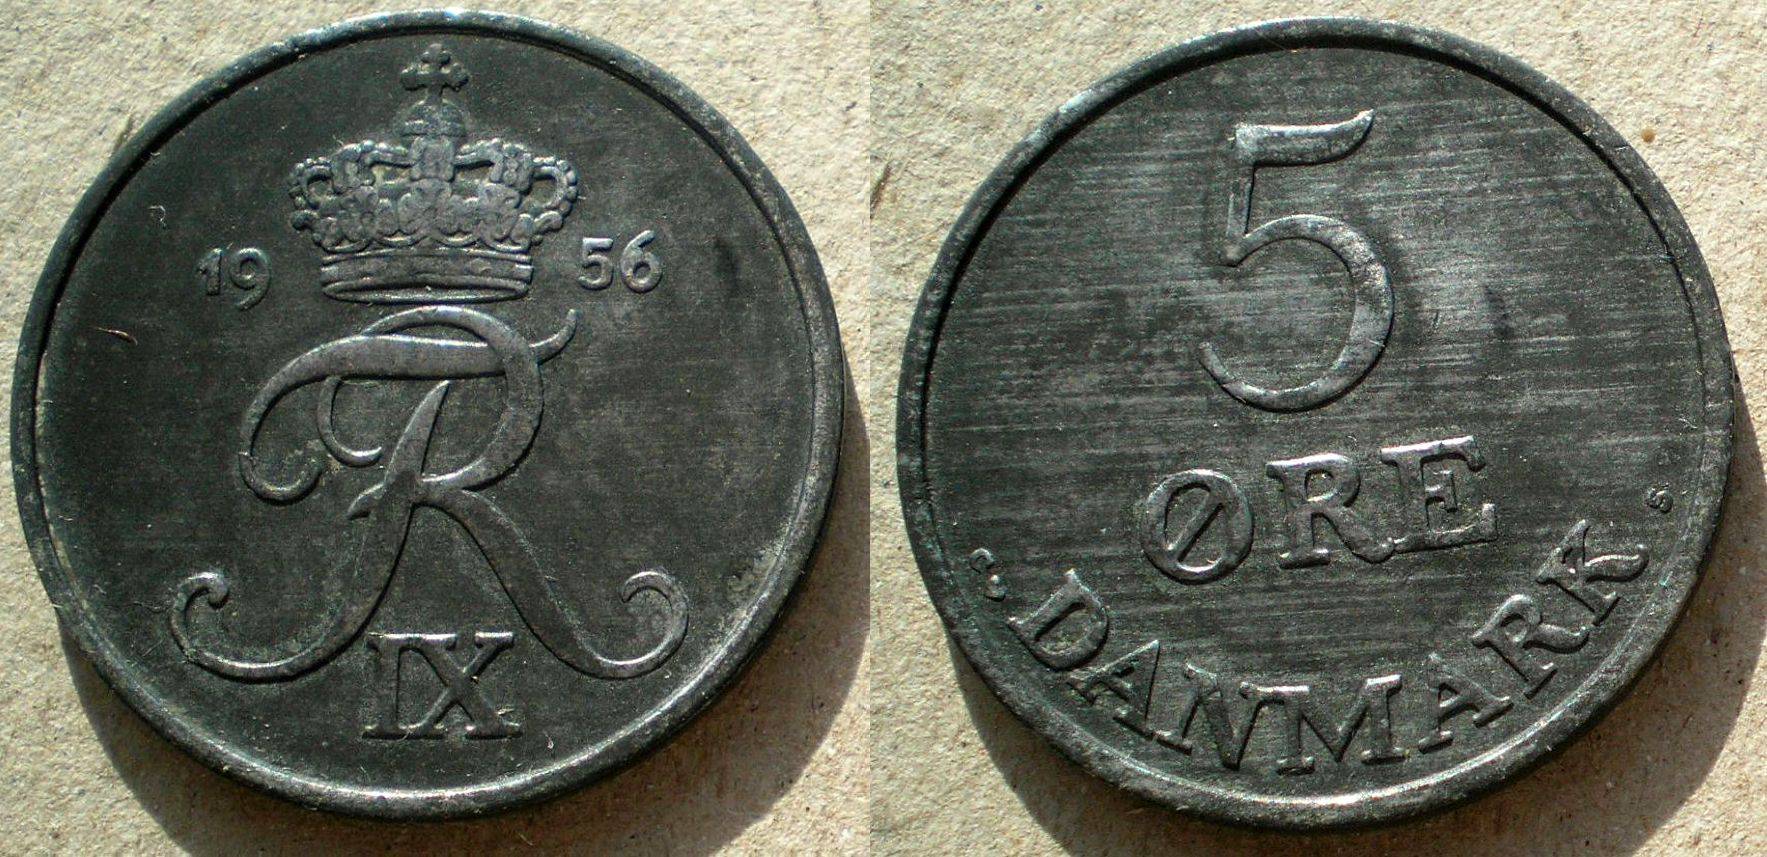 19 56
R
IX
5
ØRE
C. DANMARK S